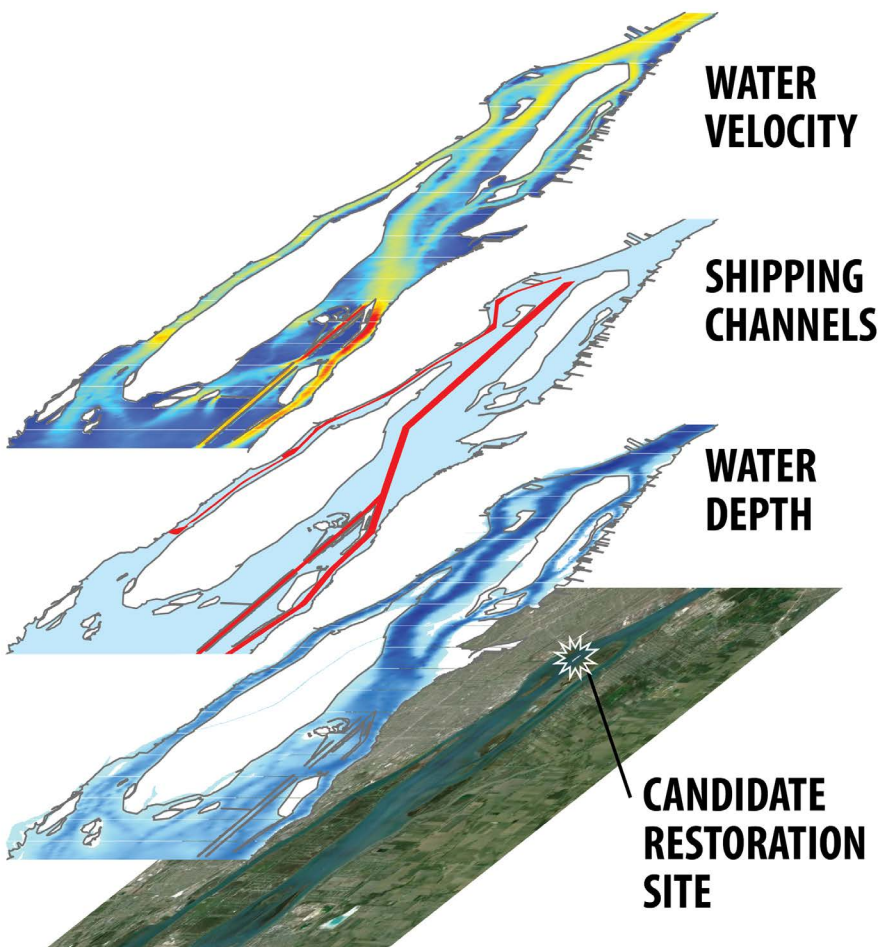 WATER
VELOCITY
SHIPPING
CHANNELS
WATER
DEPTH
CANDIDATE
RESTORATION
SITE